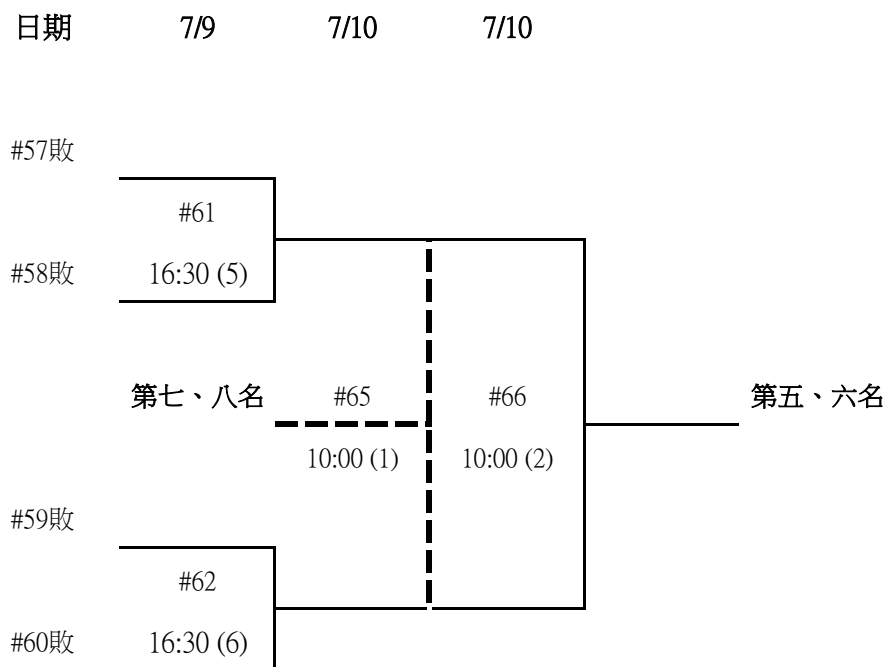 日期 7/9 7/10 7/10
#57敗
#61
#58敗 16:30 (5)
第七、八名 #65 #66 第五、六名
10:00 (1) 10:00 (2)
#59敗
#62
#60敗 16:30 (6)